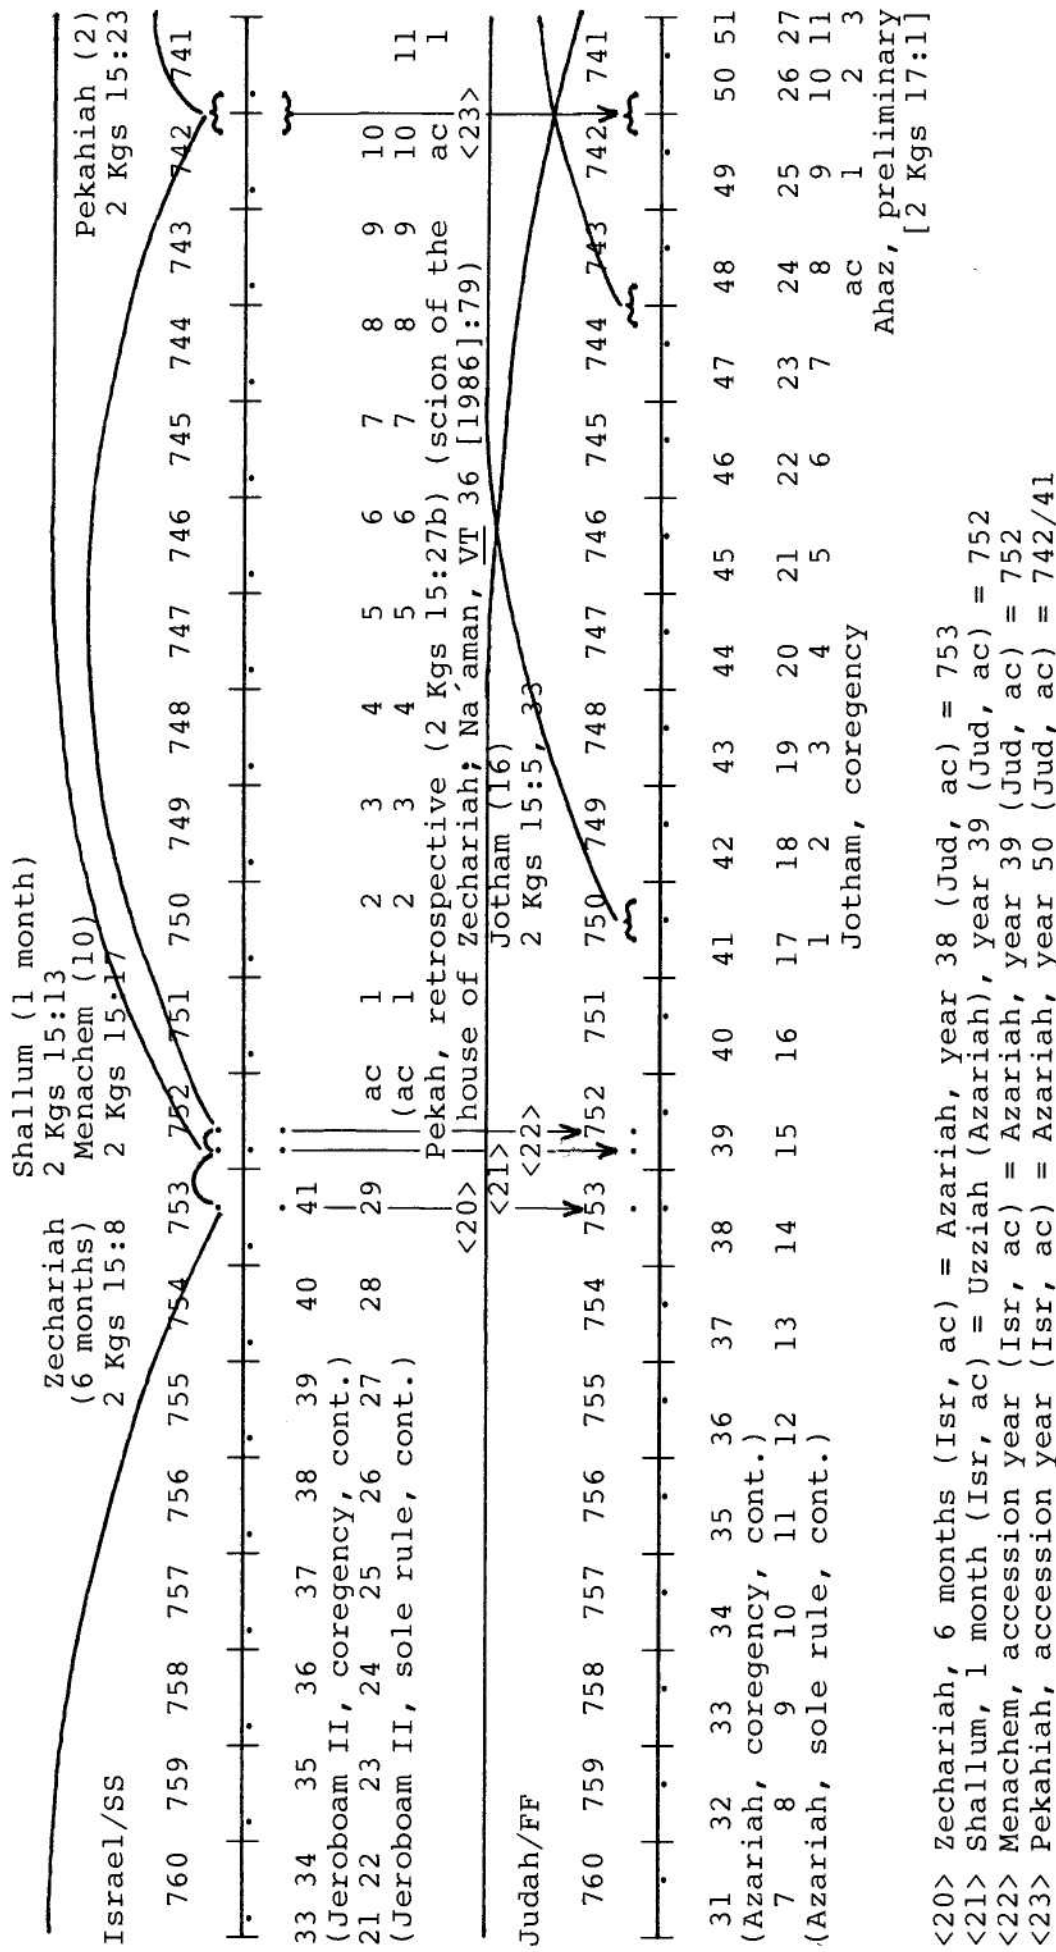 Shallum (1 month)
2 Kgs 15:13
Zechariah
(6 months)
2 Kgs 15:8
Menachem (10)
2 Kgs 15:17
Pekahiah (2)
2 Kgs 15:23
Israel/SS
760 759 758 757 756 755 754 753 752 751 750 749 748 747 746 745 744 743 742 741
33 34 35 36 37 38 39 40 41 ac 1 2 3 4 5 6 7 8 9 10
(Jeroboam II, coregency, cont.) (ac 1 2 3 4 5 6 7 8 9 10 11
21 22 23 24 25 26 27 28 29
(Jeroboam II, sole rule, cont.)
Pekah, retrospective (2 Kgs 15:27b) (scion of the
house of Zechariah; Na´aman, VT 36 [1986]:79)
ac 1
<20> <21> <22> <23>
Jotham (16)
2 Kgs 15:5, 33
Judah/FF
760 759 758 757 756 755 754 753 752 751 750 749 748 747 746 745 744 743 742 741
31 32 33 34 35 36 37 38 39 40 41 42 43 44 45 46 47 48 49 50 51
(Azariah, coregency, cont.)
7 8 9 10 11 12 13 14 15 16 17 18 19 20 21 22 23 24 25 26 27
(Azariah, sole rule, cont.)
1 2 3 4 5 6 7 8 9 10 11
Jotham, coregency
ac 1 2 3
Ahaz, preliminary
[2 Kgs 17:1]
<20> Zechariah, 6 months (Isr, ac) = Azariah, year 38 (Jud, ac) = 753
<21> Shallum, 1 month (Isr, ac) = Uzziah (Azariah), year 39 (Jud, ac) = 752
<22> Menachem, accession year (Isr, ac) = Azariah, year 39 (Jud, ac) = 752
<23> Pekahiah, accession year (Isr, ac) = Azariah, year 50 (Jud, ac) = 742/41